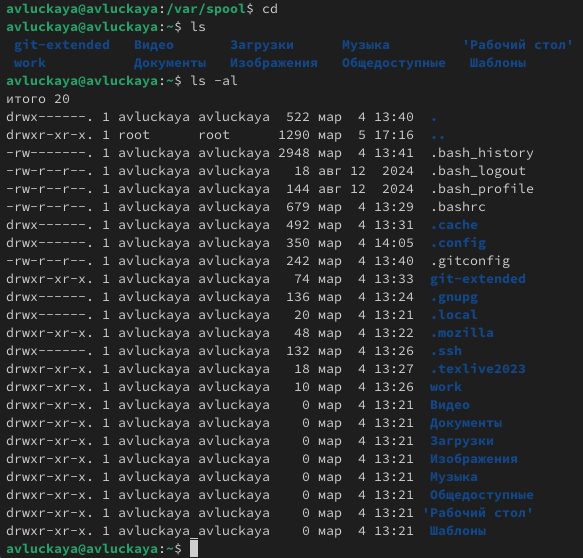 avluckaya@avluckaya:/var/spool$ cd
avluckaya@avluckaya:~$ ls
git-extended Видео Загрузки Музыка 'Рабочий стол'
work Документы Изображения Общедоступные Шаблоны
avluckaya@avluckaya:~$ ls -al
итого 20
drwx------. 1 avluckaya avluckaya 522 мар 4 13:40 .
drwxr-xr-x. 1 root root 1290 мар 5 17:16 ..
-rw-------. 1 avluckaya avluckaya 2948 мар 4 13:41 .bash_history
-rw-r--r--. 1 avluckaya avluckaya 18 авг 12 2024 .bash_logout
-rw-r--r--. 1 avluckaya avluckaya 144 авг 12 2024 .bash_profile
-rw-r--r--. 1 avluckaya avluckaya 679 мар 4 13:29 .bashrc
drwx------. 1 avluckaya avluckaya 492 мар 4 13:31 .cache
drwx------. 1 avluckaya avluckaya 350 мар 4 14:05 .config
-rw-r--r--. 1 avluckaya avluckaya 242 мар 4 13:40 .gitconfig
drwxr-xr-x. 1 avluckaya avluckaya 74 мар 4 13:33 git-extended
drwx------. 1 avluckaya avluckaya 136 мар 4 13:24 .gnupg
drwx------. 1 avluckaya avluckaya 20 мар 4 13:21 .local
drwxr-xr-x. 1 avluckaya avluckaya 48 мар 4 13:22 .mozilla
drwx------. 1 avluckaya avluckaya 132 мар 4 13:26 .ssh
drwxr-xr-x. 1 avluckaya avluckaya 18 мар 4 13:27 .texlive2023
drwxr-xr-x. 1 avluckaya avluckaya 10 мар 4 13:26 work
drwxr-xr-x. 1 avluckaya avluckaya 0 мар 4 13:21 Видео
drwxr-xr-x. 1 avluckaya avluckaya 0 мар 4 13:21 Документы
drwxr-xr-x. 1 avluckaya avluckaya 0 мар 4 13:21 Загрузки
drwxr-xr-x. 1 avluckaya avluckaya 0 мар 4 13:21 Изображения
drwxr-xr-x. 1 avluckaya avluckaya 0 мар 4 13:21 Музыка
drwxr-xr-x. 1 avluckaya avluckaya 0 мар 4 13:21 Общедоступные
drwxr-xr-x. 1 avluckaya avluckaya 0 мар 4 13:21 'Рабочий стол'
drwxr-xr-x. 1 avluckaya avluckaya 0 мар 4 13:21 Шаблоны
avluckaya@avluckaya:~$